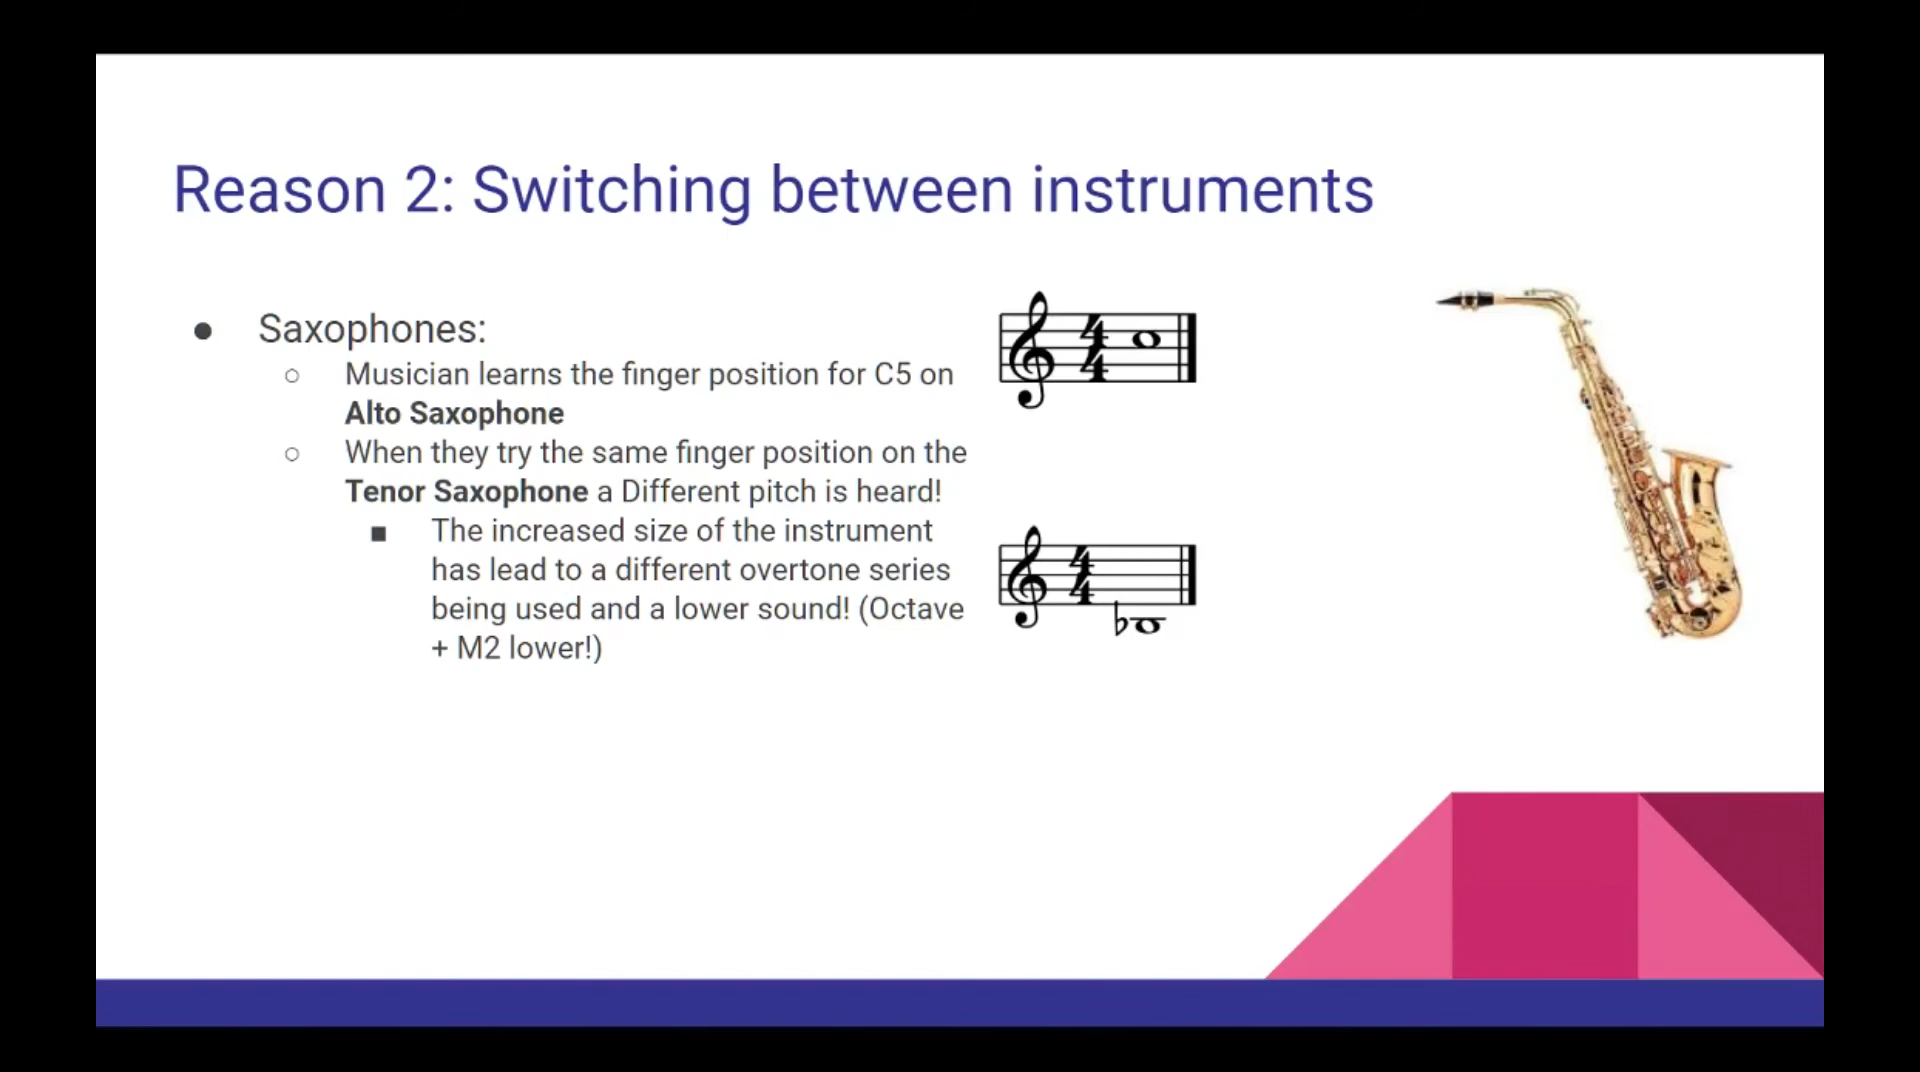 Reason 2: Switching between instruments
Saxophones:
Musician learns the finger position for C5 on
Alto Saxophone
When they try the same finger position on the
Tenor Saxophone a Different pitch is heard!
The increased size of the instrument
has lead to a different overtone series
being used and a lower sound! (Octave
+ M2 lower!)